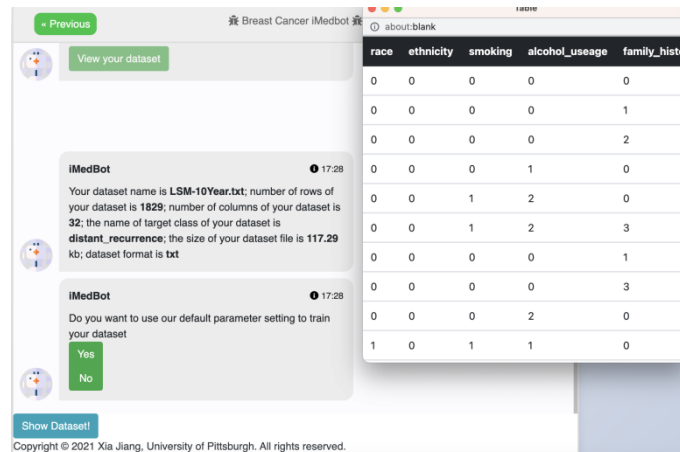 « Previous
Breast Cancer iMedbot
View your dataset
iMedBot 17:28
Your dataset name is LSM-10Year.txt; number of rows of
your dataset is 1829; number of columns of your dataset is
32; the name of target class of your dataset is
distant_recurrence; the size of your dataset file is 117.29
kb; dataset format is txt
iMedBot 17:28
Do you want to use our default parameter setting to train
your dataset
Yes
No
Show Dataset!
Copyright © 2021 Xia Jiang, University of Pittsburgh. All rights reserved.
Table
about:blank
race ethnicity smoking alcohol_useage family_hist
0 0 0 0 0
0 0 0 0 1
0 0 0 0 2
0 0 0 1 0
0 0 1 2 0
0 0 1 2 3
0 0 0 0 1
0 0 0 0 3
0 0 0 2 0
1 0 1 1 0